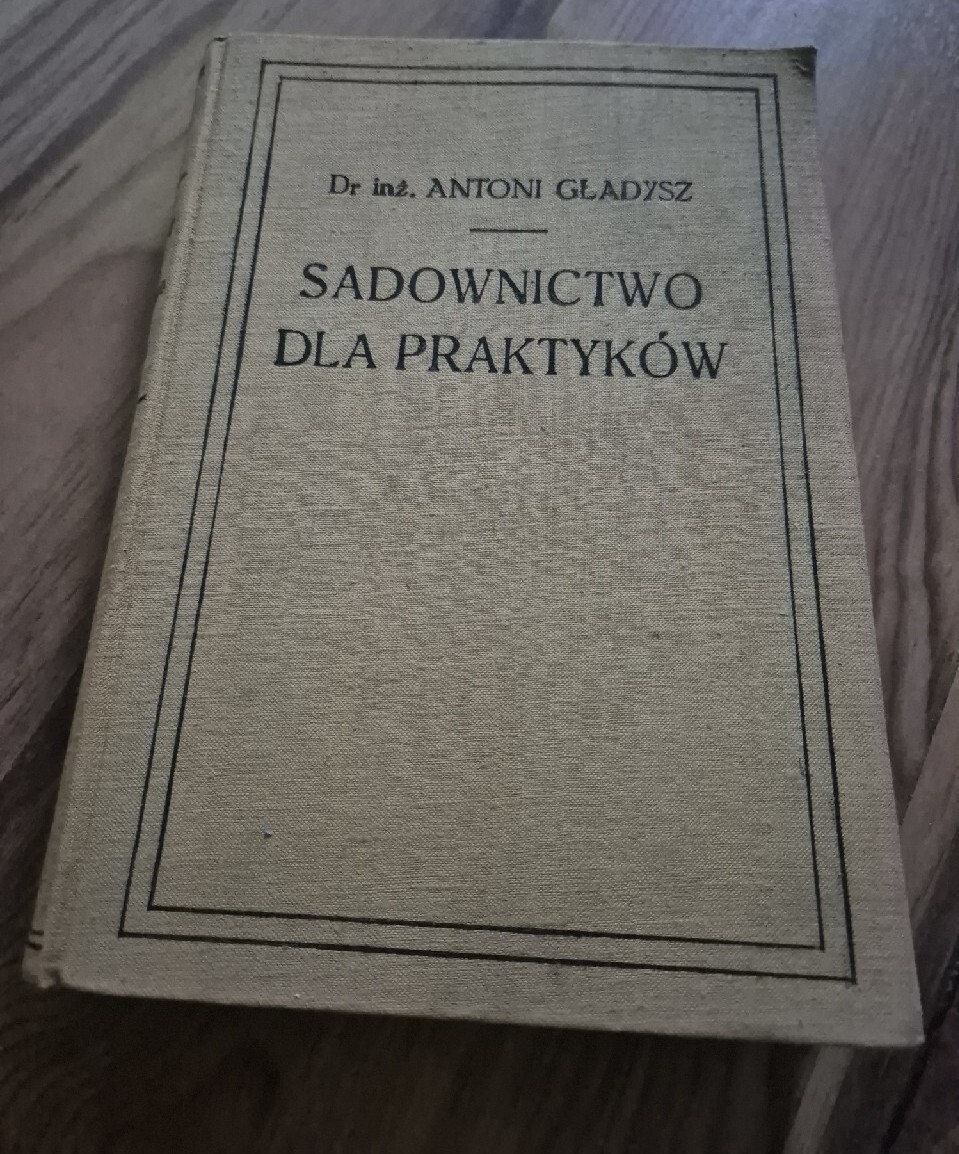 Dr inż. ANTONI GŁADYSZ
SADOWNICTWO
DLA PRAKTYKÓW